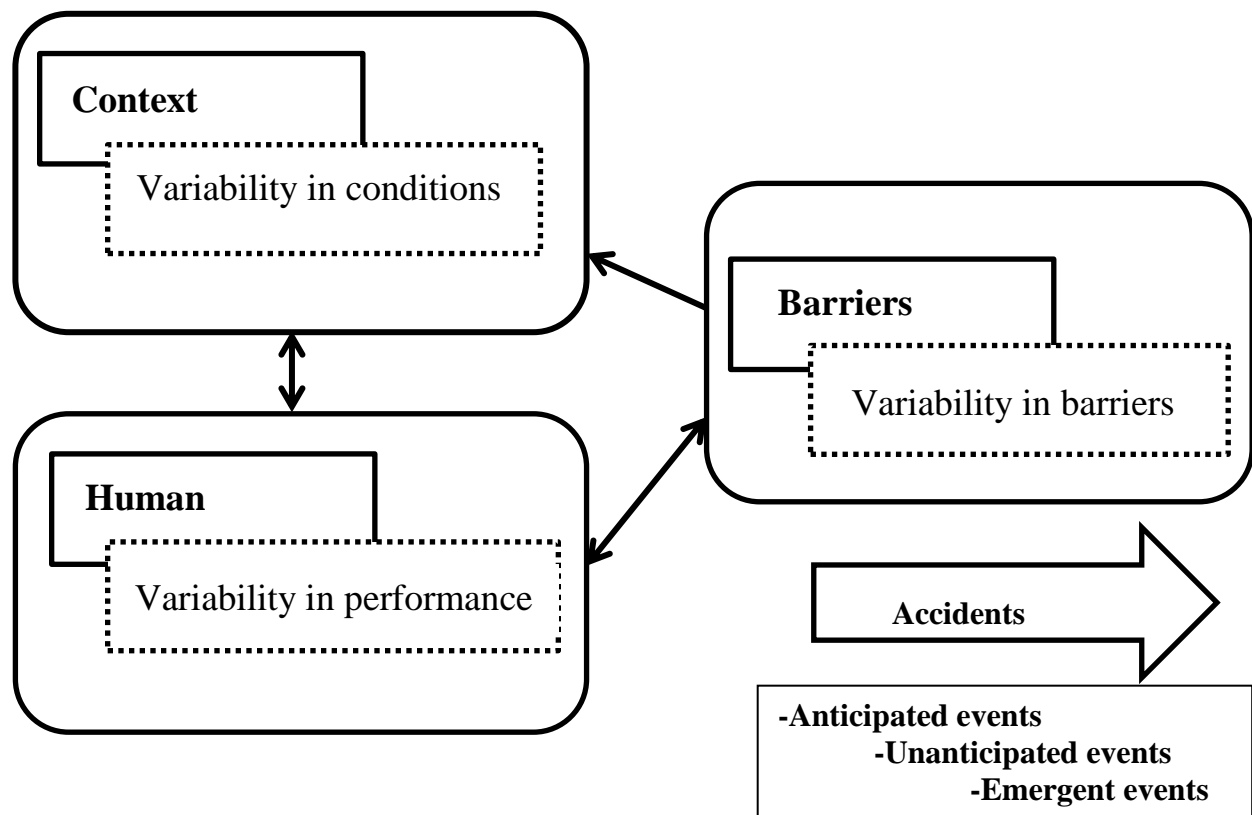 Context
Variability in conditions
Barriers
Variability in barriers
Human
Variability in performance
Accidents
-Anticipated events
-Unanticipated events
-Emergent events